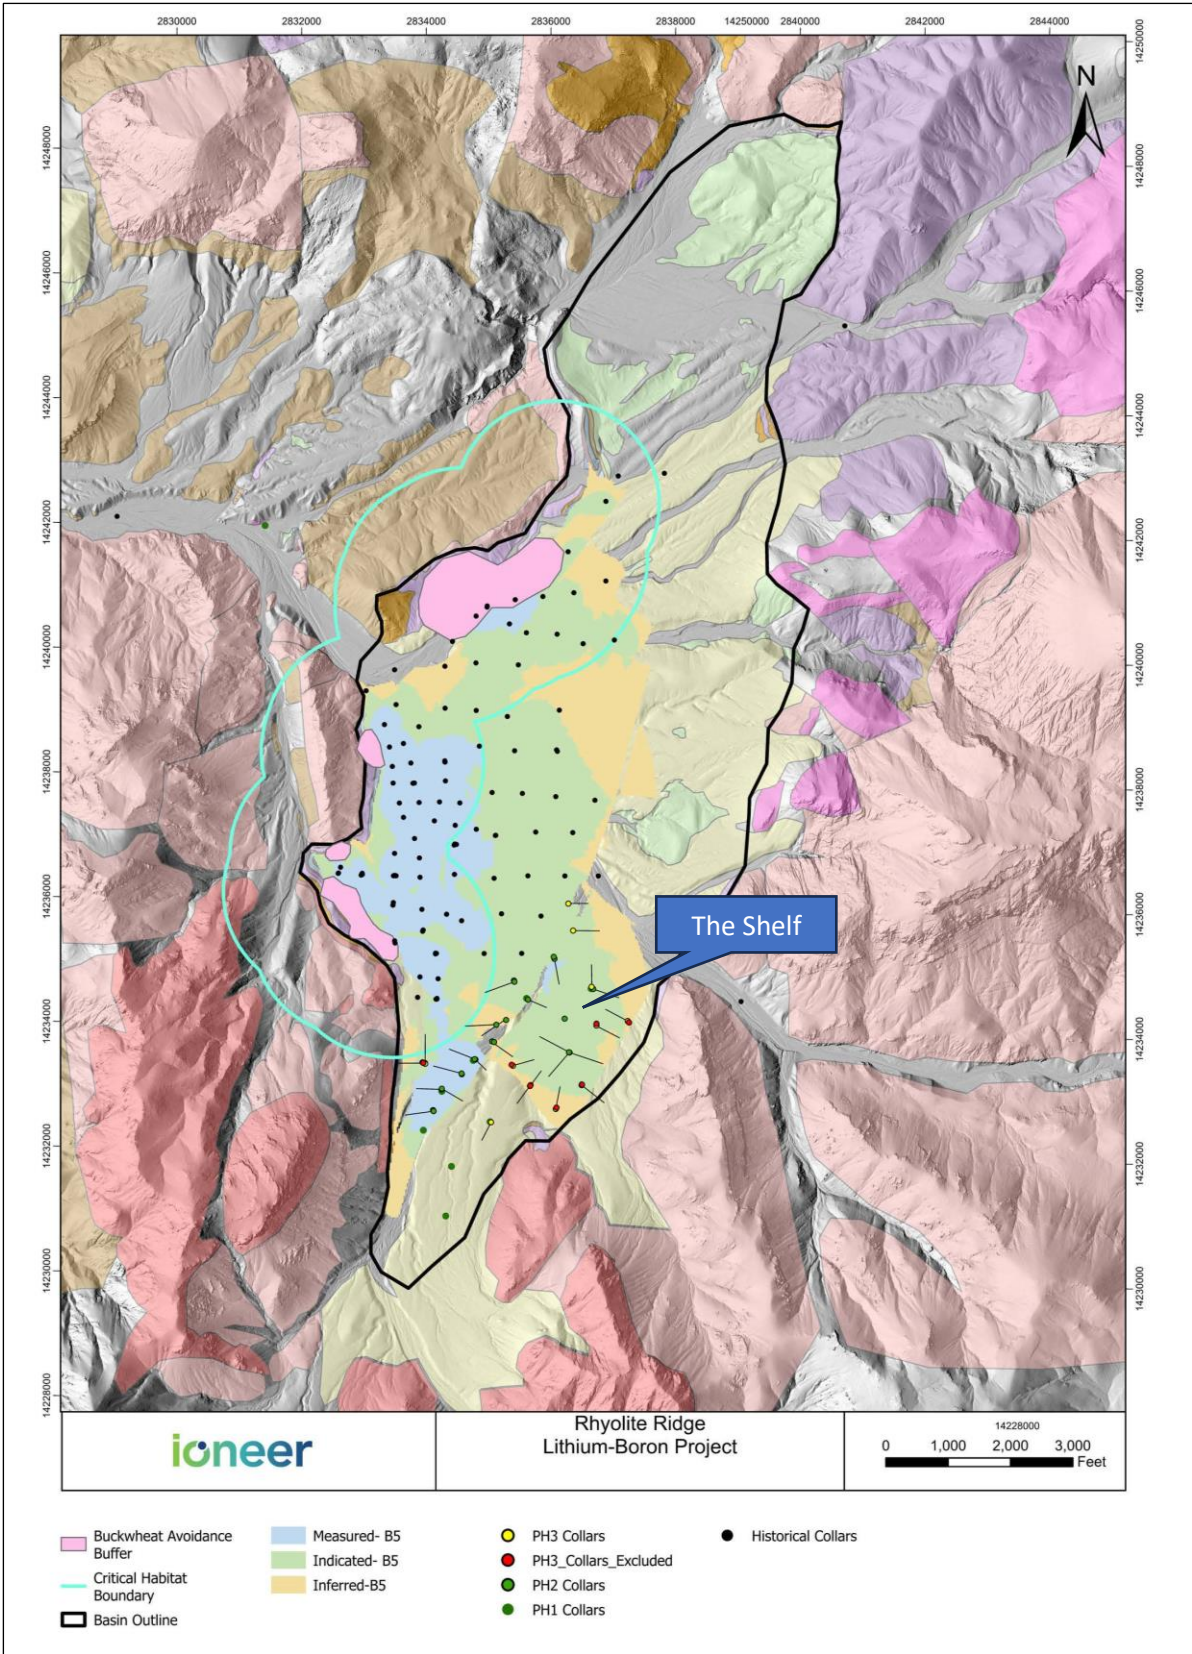 2830000 2832000 2834000 2836000 2838000 14250000 2840000 2842000 2844000
14250000
N
14248000 14248000
14246000 14246000
14244000 14244000
14242000 14242000
14240000 14240000
14238000 14238000
14236000 14236000
The Shelf
14234000 14234000
14232000 14232000
14230000 14230000
14228000
ioneer
Rhyolite Ridge
Lithium-Boron Project
14228000
0 1,000 2,000 3,000
Feet
Buckwheat Avoidance
Buffer
Critical Habitat
Boundary
Basin Outline
Measured- B5
Indicated- B5
Inferred-B5
PH3 Collars
PH3_Collars_Excluded
PH2 Collars
PH1 Collars
Historical Collars